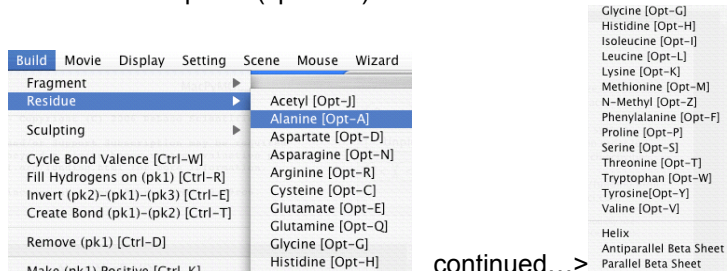 Build Movie Display Setting Scene Mouse Wizard
Fragment
Residue
Sculpting
Cycle Bond Valence [Ctrl-W]
Fill Hydrogens on (pk1) [Ctrl-R]
Invert (pk2)-(pk1)-(pk3) [Ctrl-E]
Create Bond (pk1)-(pk2) [Ctrl-T]
Remove (pk1) [Ctrl-D]
Make (pk1) Positive [Ctrl-K]
Acetyl [Opt-J]
Alanine [Opt-A]
Aspartate [Opt-D]
Asparagine [Opt-N]
Arginine [Opt-R]
Cysteine [Opt-C]
Glutamate [Opt-E]
Glutamine [Opt-Q]
Glycine [Opt-G]
Histidine [Opt-H]
continued...>
Glycine [Opt-G]
Histidine [Opt-H]
Isoleucine [Opt-I]
Leucine [Opt-L]
Lysine [Opt-K]
Methionine [Opt-M]
N-Methyl [Opt-Z]
Phenylalanine [Opt-F]
Proline [Opt-P]
Serine [Opt-S]
Threonine [Opt-T]
Tryptophan [Opt-W]
Tyrosine[Opt-Y]
Valine [Opt-V]
Helix
Antiparallel Beta Sheet
Parallel Beta Sheet